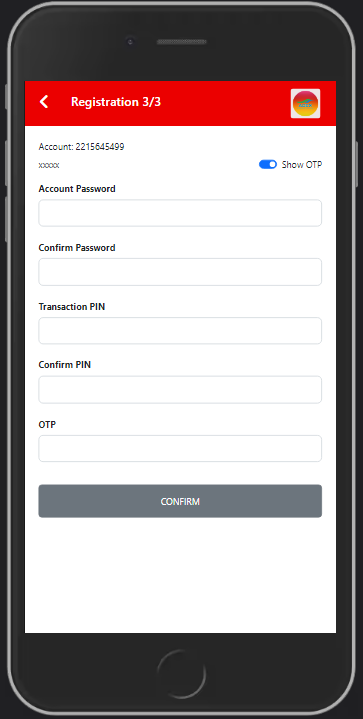 Registration 3/3
Account: 2215645499
xxxxx
Show OTP
Account Password
Confirm Password
Transaction PIN
Confirm PIN
OTP
CONFIRM